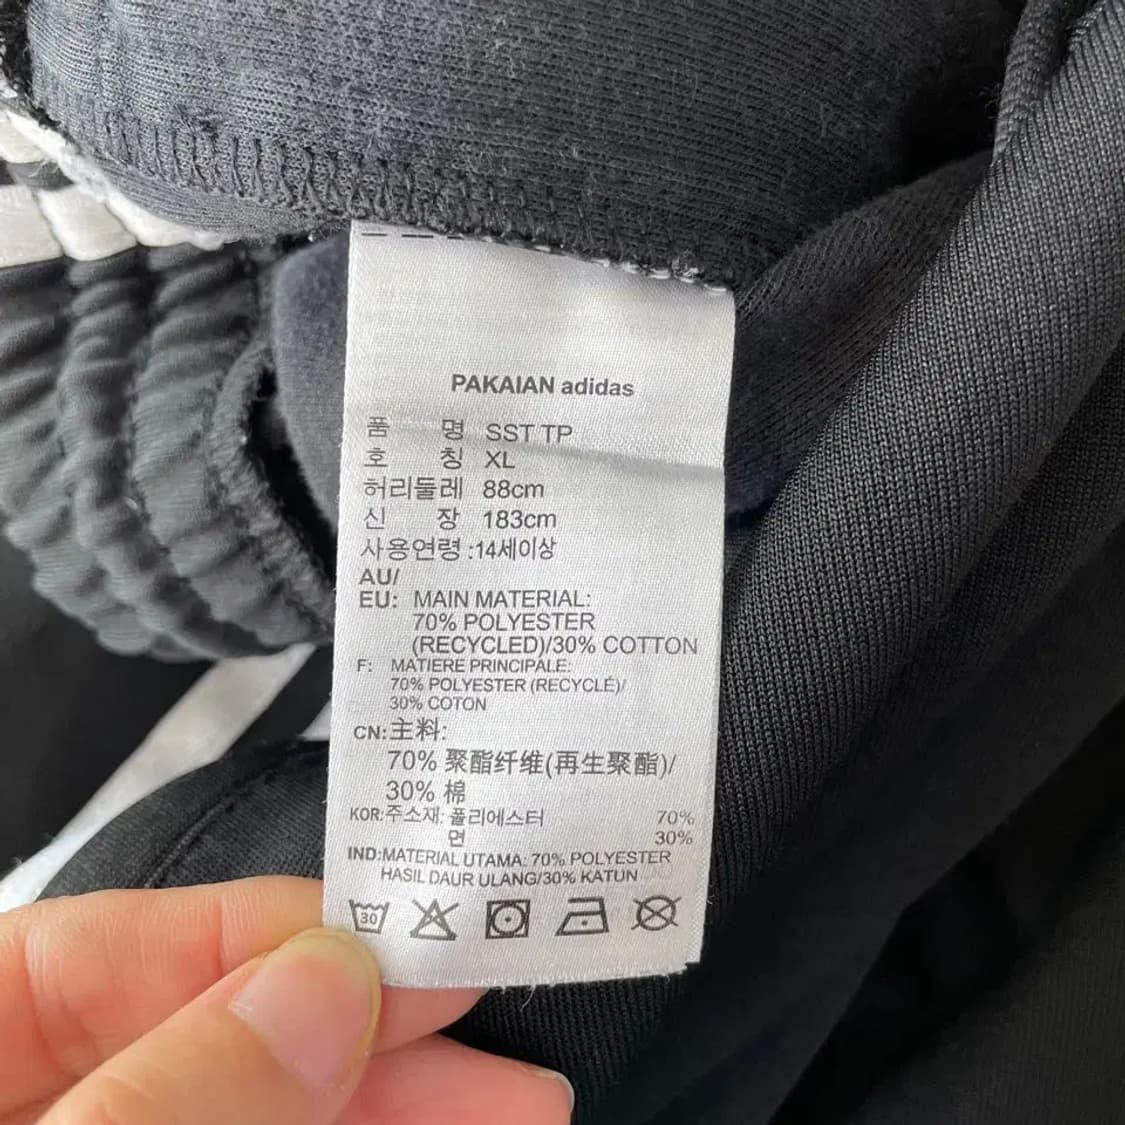 PAKAIAN adidas
품 명 SST TP
호 칭 XL
허리둘레 88cm
신 장 183cm
사용연령 :14세이상
AU/
EU: MAIN MATERIAL:
70% POLYESTER
(RECYCLED)/30% COTTON
F: MATIERE PRINCIPALE:
70% POLYESTER (RECYCLÉ)/
30% COTON
CN:主料:
70% 聚酯纤维(再生聚酯)/
30% 棉
KOR:주소재: 폴리에스터 70%
면 30%
IND:MATERIAL UTAMA: 70% POLYESTER
HASIL DAUR ULANG/30% KATUN
30